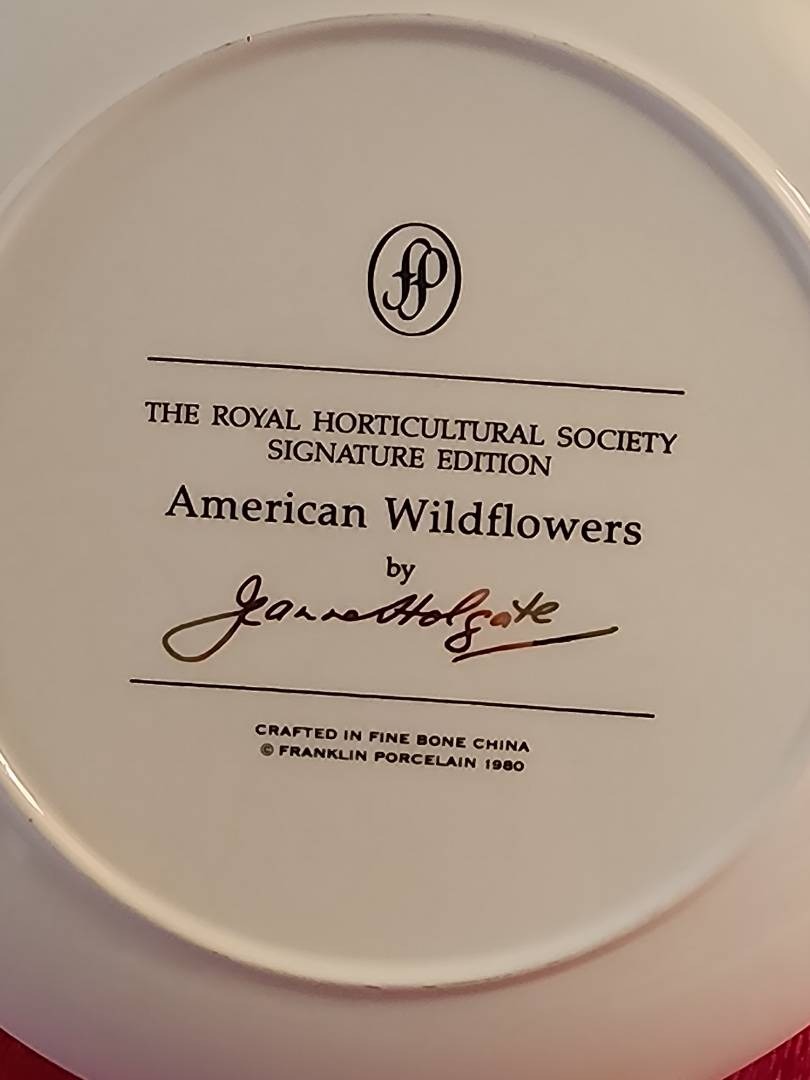 fp
THE ROYAL HORTICULTURAL SOCIETY
SIGNATURE EDITION
American Wildflowers
by
Jeanne Holgate
CRAFTED IN FINE BONE CHINA
© FRANKLIN PORCELAIN 1980